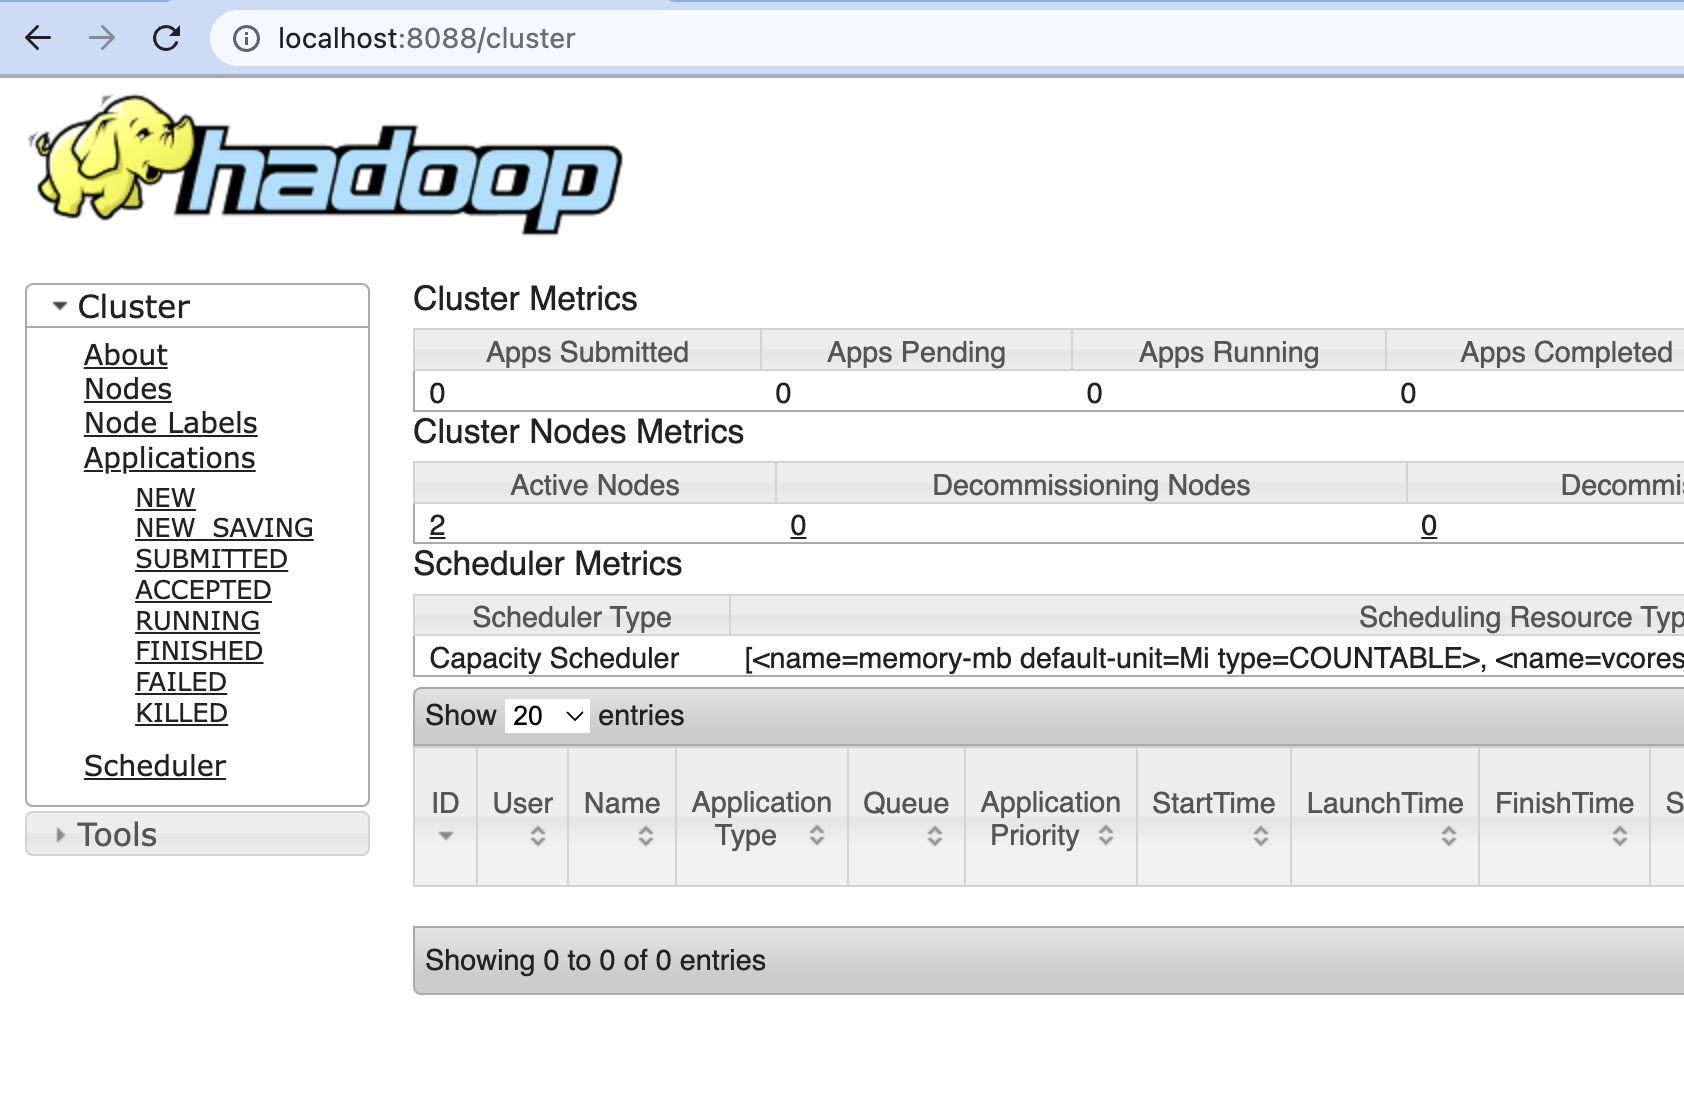 localhost:8088/cluster
hadoop
Cluster
About
Nodes
Node Labels
Applications
NEW
NEW_SAVING
SUBMITTED
ACCEPTED
RUNNING
FINISHED
FAILED
KILLED
Scheduler
Tools
Cluster Metrics
Apps Submitted Apps Pending Apps Running Apps Completed
0 0 0 0
Cluster Nodes Metrics
Active Nodes Decommissioning Nodes
2 0 0
Scheduler Metrics
Scheduler Type Scheduling Resource Typ
Capacity Scheduler [<name=memory-mb default-unit=Mi type=COUNTABLE>, <name=vcores
Show 20 entries
ID User Name Application Type Queue Application Priority StartTime LaunchTime FinishTime S
Showing 0 to 0 of 0 entries